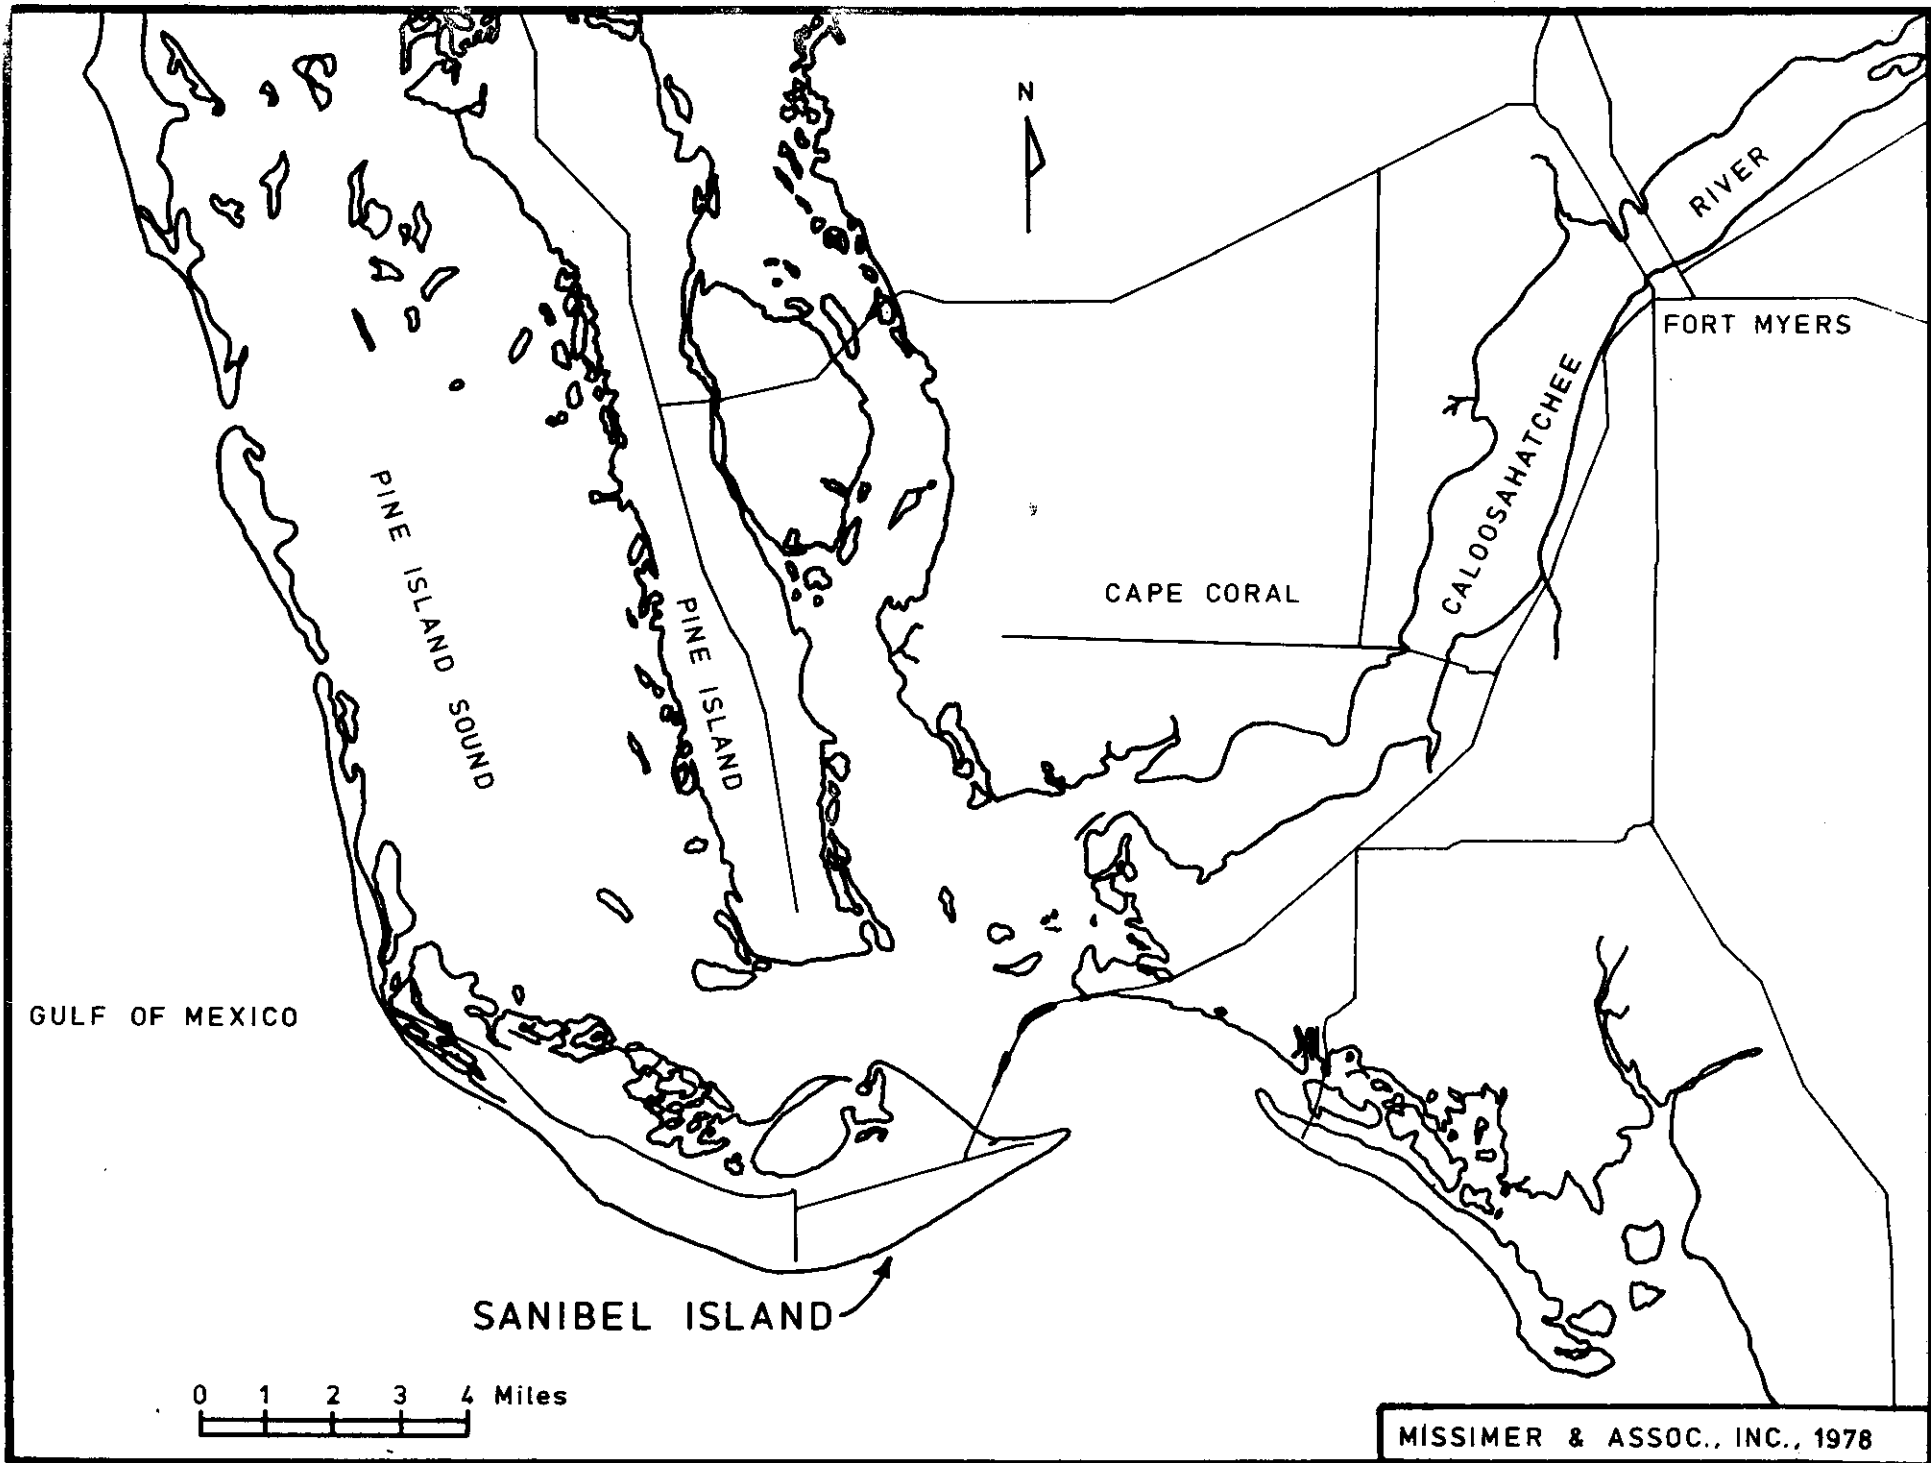 N
RIVER
FORT MYERS
CALOOSAHATCHEE
PINE ISLAND SOUND
CAPE CORAL
PINE ISLAND
GULF OF MEXICO
SANIBEL ISLAND
0 1 2 3 4 Miles
MISSIMER & ASSOC., INC., 1978